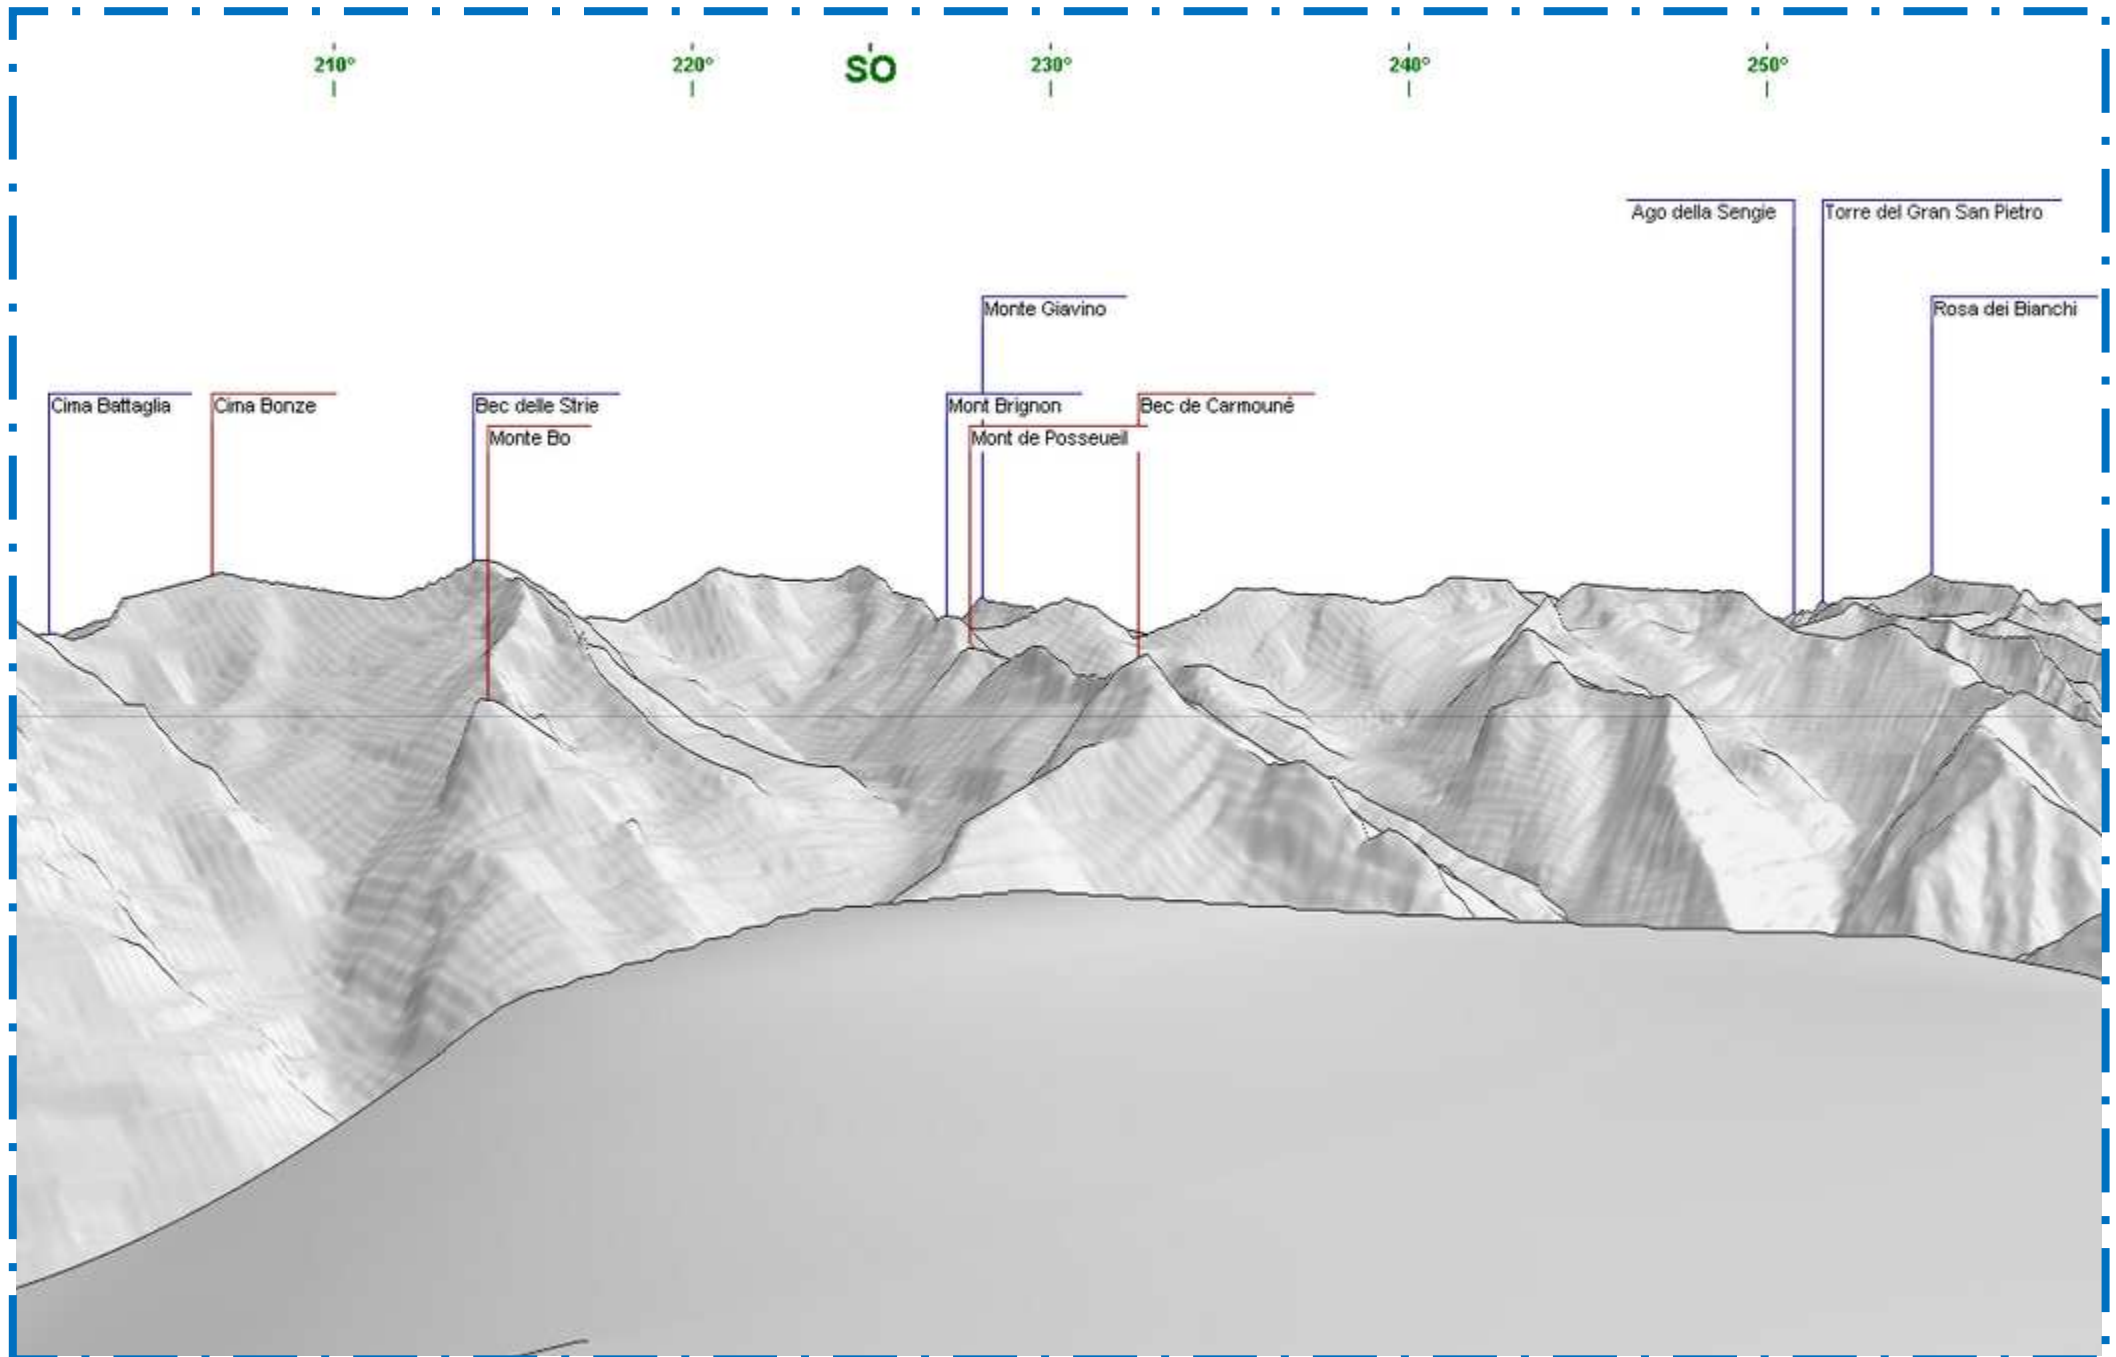 210° 220° SO 230° 240° 250°
Ago della Sengie Torre del Gran San Pietro
Monte Giavino Rosa dei Bianchi
Cima Battaglia Cima Bonze Bec delle Strie Mont Brignon Bec de Carmouné
Monte Bo Mont de Posseueil